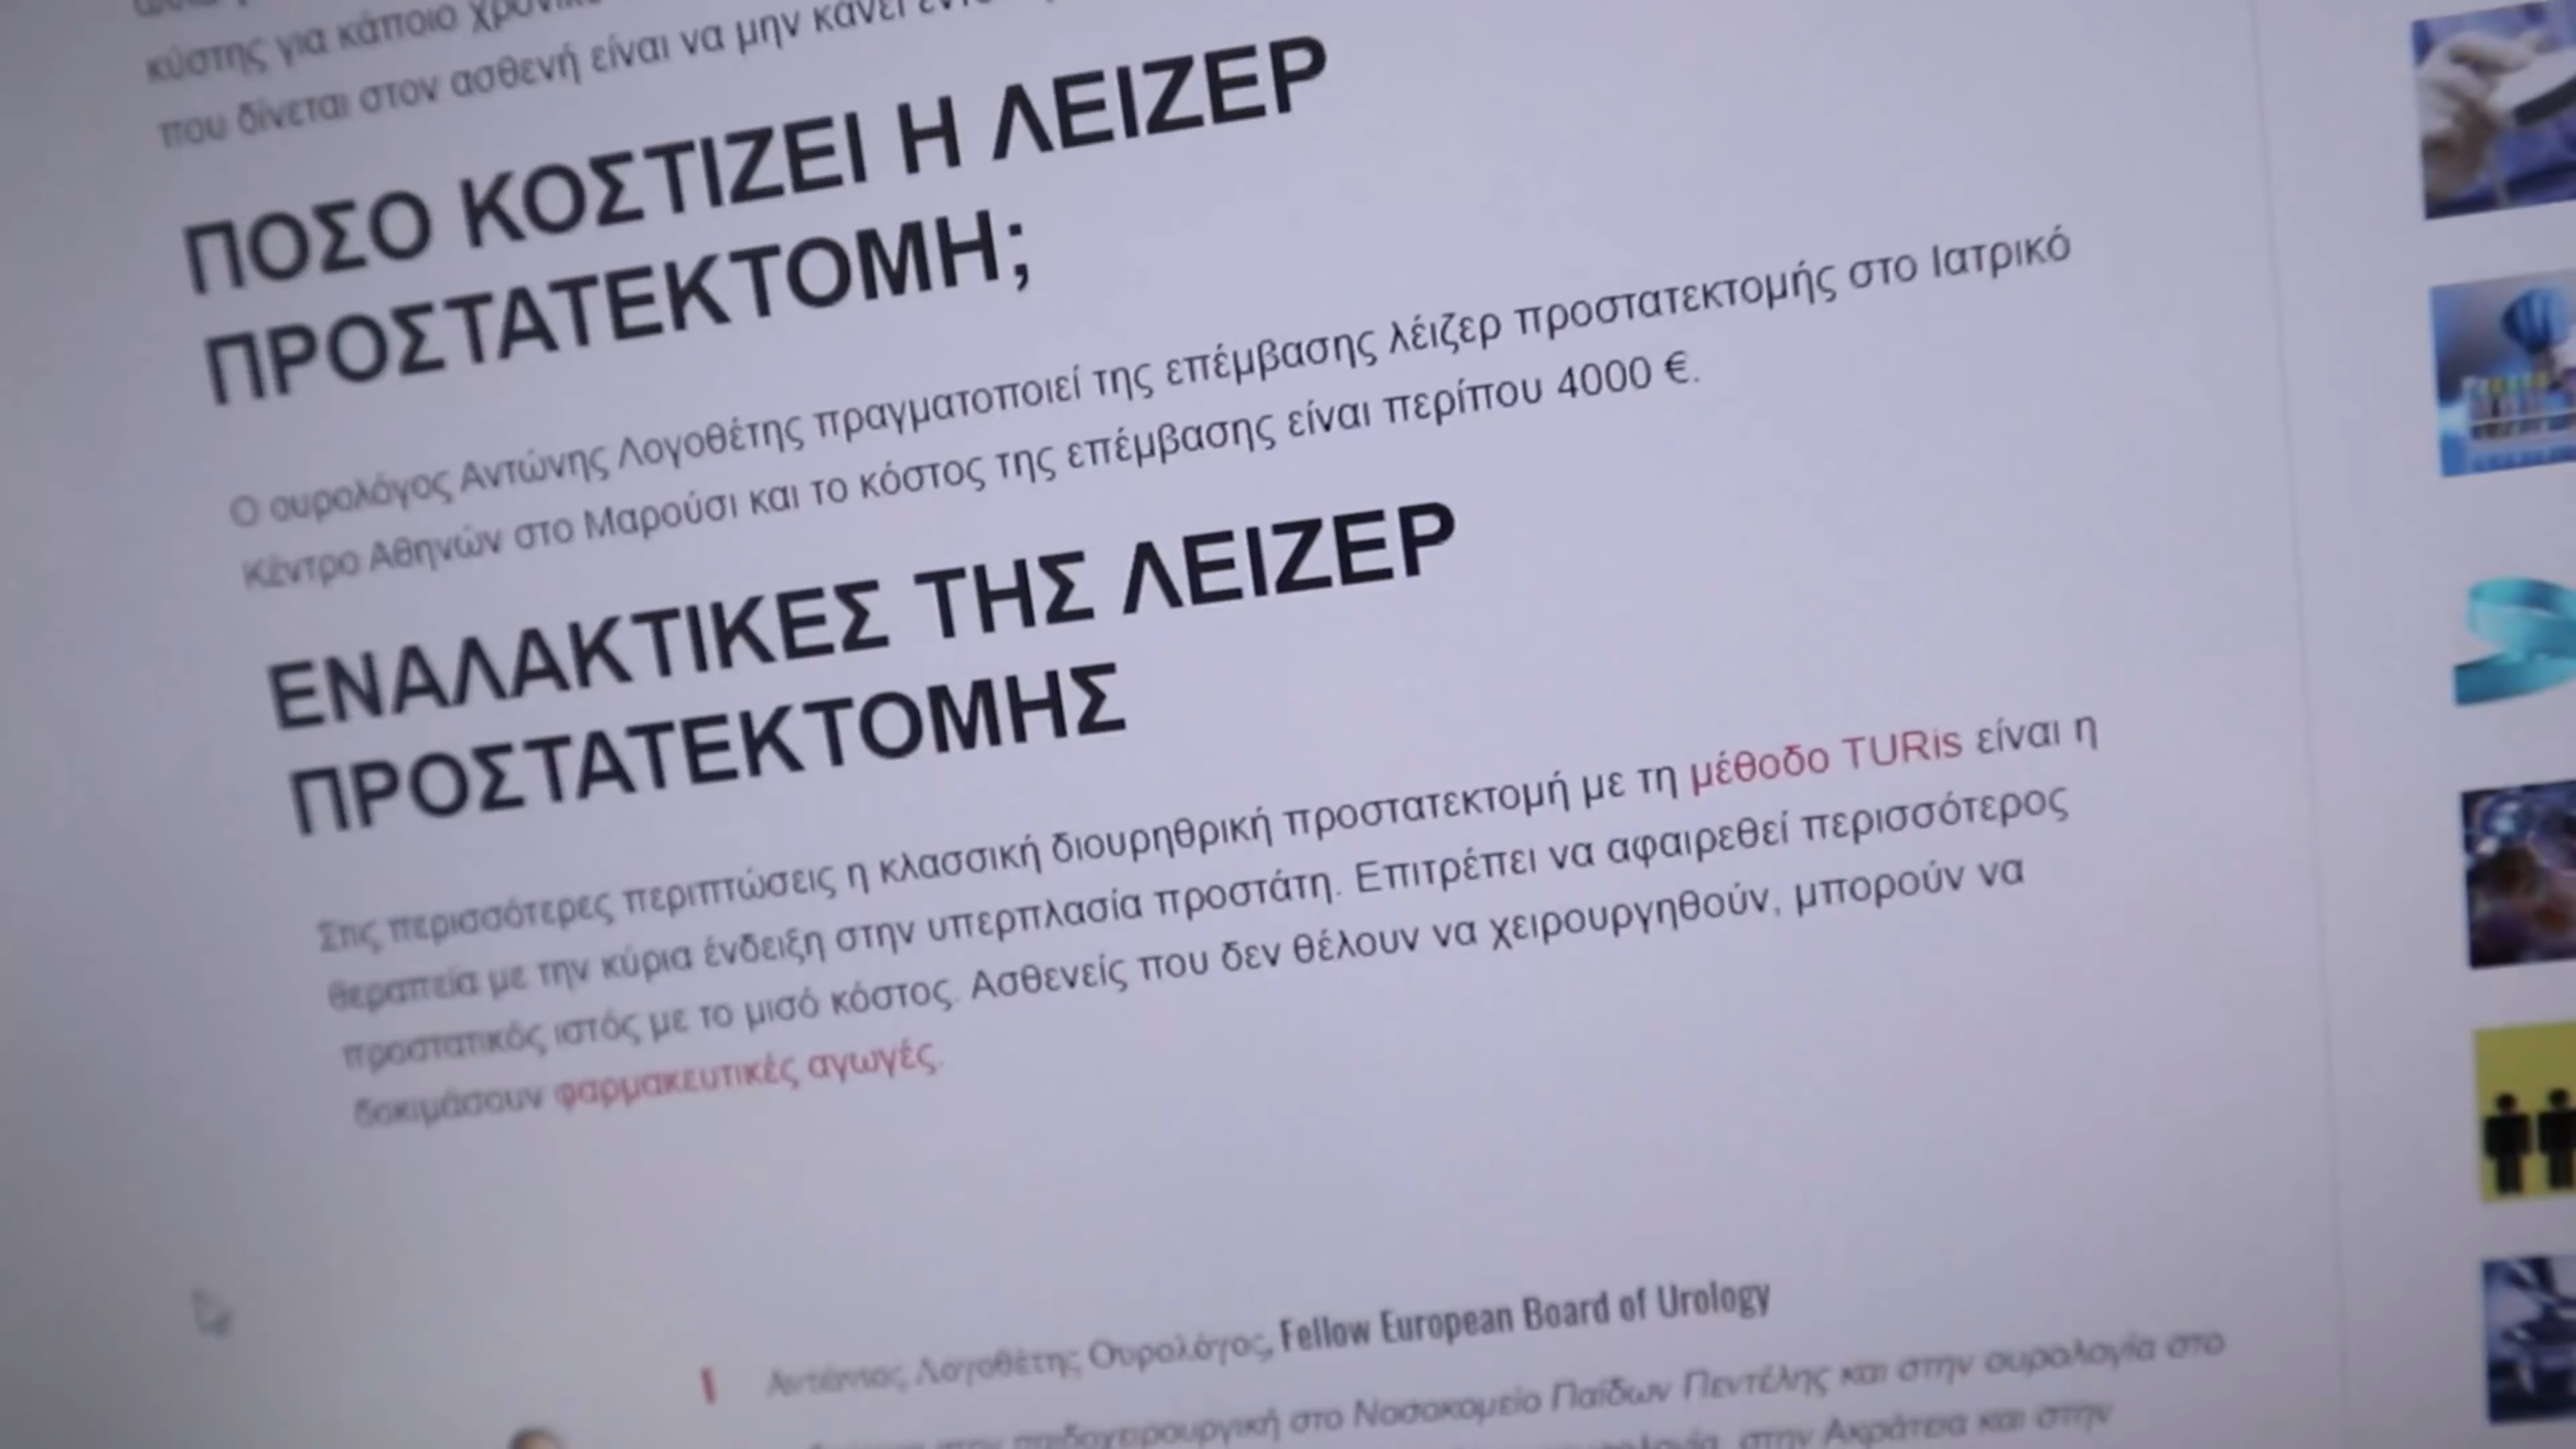 κύστης για κάποιο
που δίνεται στον ασθενή είναι να μην κάνει
ΠΟΣΟ ΚΟΣΤΙΖΕΙ Η ΛΕΙΖΕΡ
ΠΡΟΣΤΑΤΕΚΤΟΜΗ;
Ο ουρολόγος Αντώνης Λογοθέτης πραγματοποιεί της επέμβασης λέιζερ προστατεκτομής στο Ιατρικό
Κέντρο Αθηνών στο Μαρούσι και το κόστος της επέμβασης είναι περίπου 4000 €.
ΕΝΑΛΑΚΤΙΚΕΣ ΤΗΣ ΛΕΙΖΕΡ
ΠΡΟΣΤΑΤΕΚΤΟΜΗΣ
Στις περισσότερες περιπτώσεις η κλασσική διουρηθρική προστατεκτομή με τη μέθοδο TURis είναι η
θεραπεία με την κύρια ένδειξη στην υπερπλασία προστάτη. Επιτρέπει να αφαιρεθεί περισσότερος
προστατικός ιστός με το μισό κόστος. Ασθενείς που δεν θέλουν να χειρουργηθούν, μπορούν να
δοκιμάσουν φαρμακευτικές αγωγές.
Αντώνιος Λογοθέτης Ουρολόγος, Fellow European Board of Urology
παιδοχειρουργική στο Νοσοκομείο Παίδων Πεντέλης και στην ουρολογία στο
στην Ακράτεια και στην